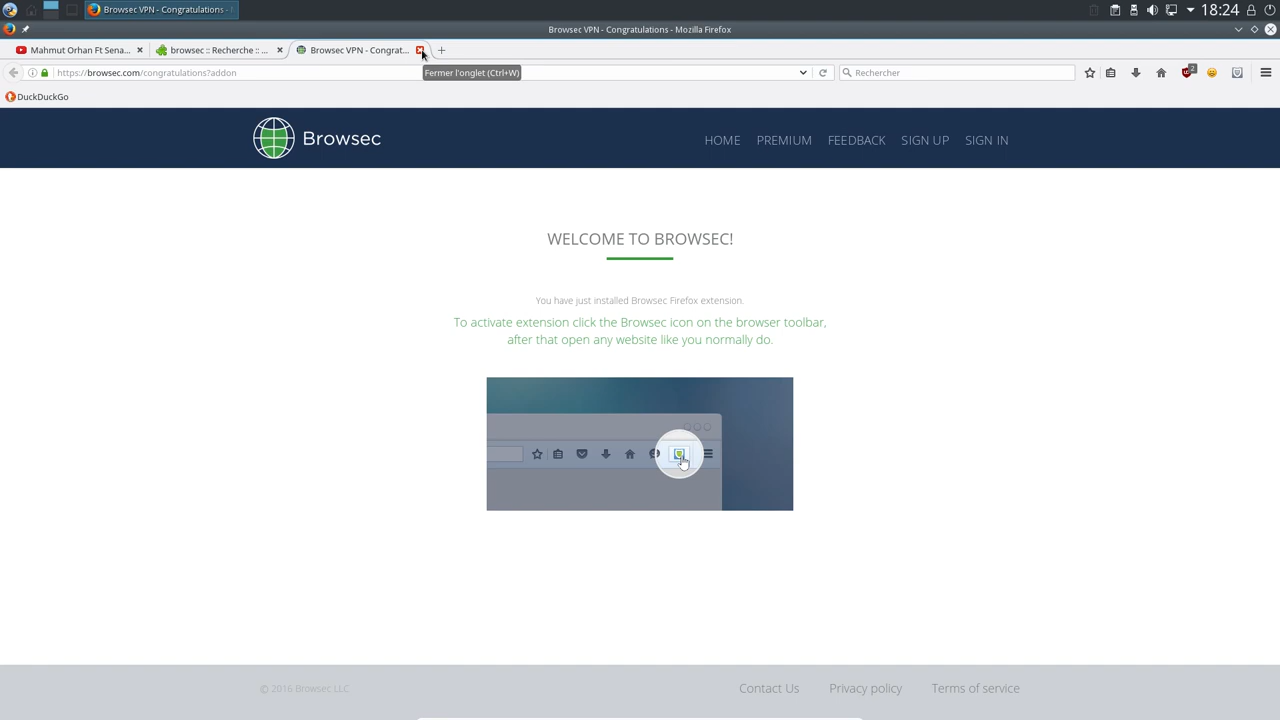 Browsec VPN - Congratulations -
18:24
Browsec VPN - Congratulations - Mozilla Firefox
Mahmut Orhan Ft Sena...
browsec :: Recherche :: ...
Browsec VPN - Congrat...
https://browsec.com/congratulations?addon
Fermer l'onglet (Ctrl+W)
Rechercher
2
DuckDuckGo
Browsec
HOME
PREMIUM
FEEDBACK
SIGN UP
SIGN IN
WELCOME TO BROWSEC!
You have just installed Browsec Firefox extension.
To activate extension click the Browsec icon on the browser toolbar,
after that open any website like you normally do.
© 2016 Browsec LLC
Contact Us
Privacy policy
Terms of service